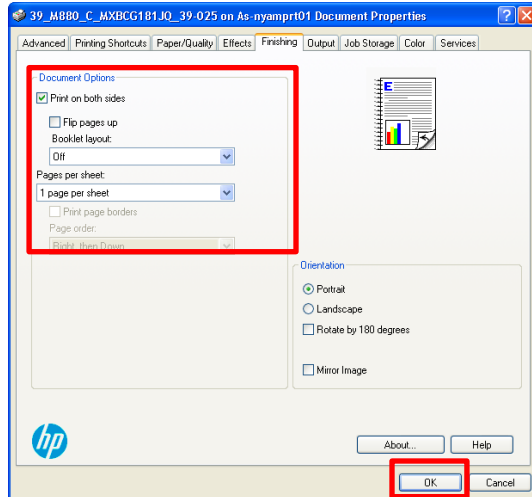 39_M880_C_MXBCG181JQ_39-025 on As-nyamprt01 Document Properties
Advanced Printing Shortcuts Paper/Quality Effects Finishing Output Job Storage Color Services
Document Options
Print on both sides
Flip pages up
Booklet layout:
Off
Pages per sheet:
1 page per sheet
Print page borders
Page order:
Right, then Down
E
Orientation
Portrait
Landscape
Rotate by 180 degrees
Mirror Image
hp
About... Help
OK Cancel